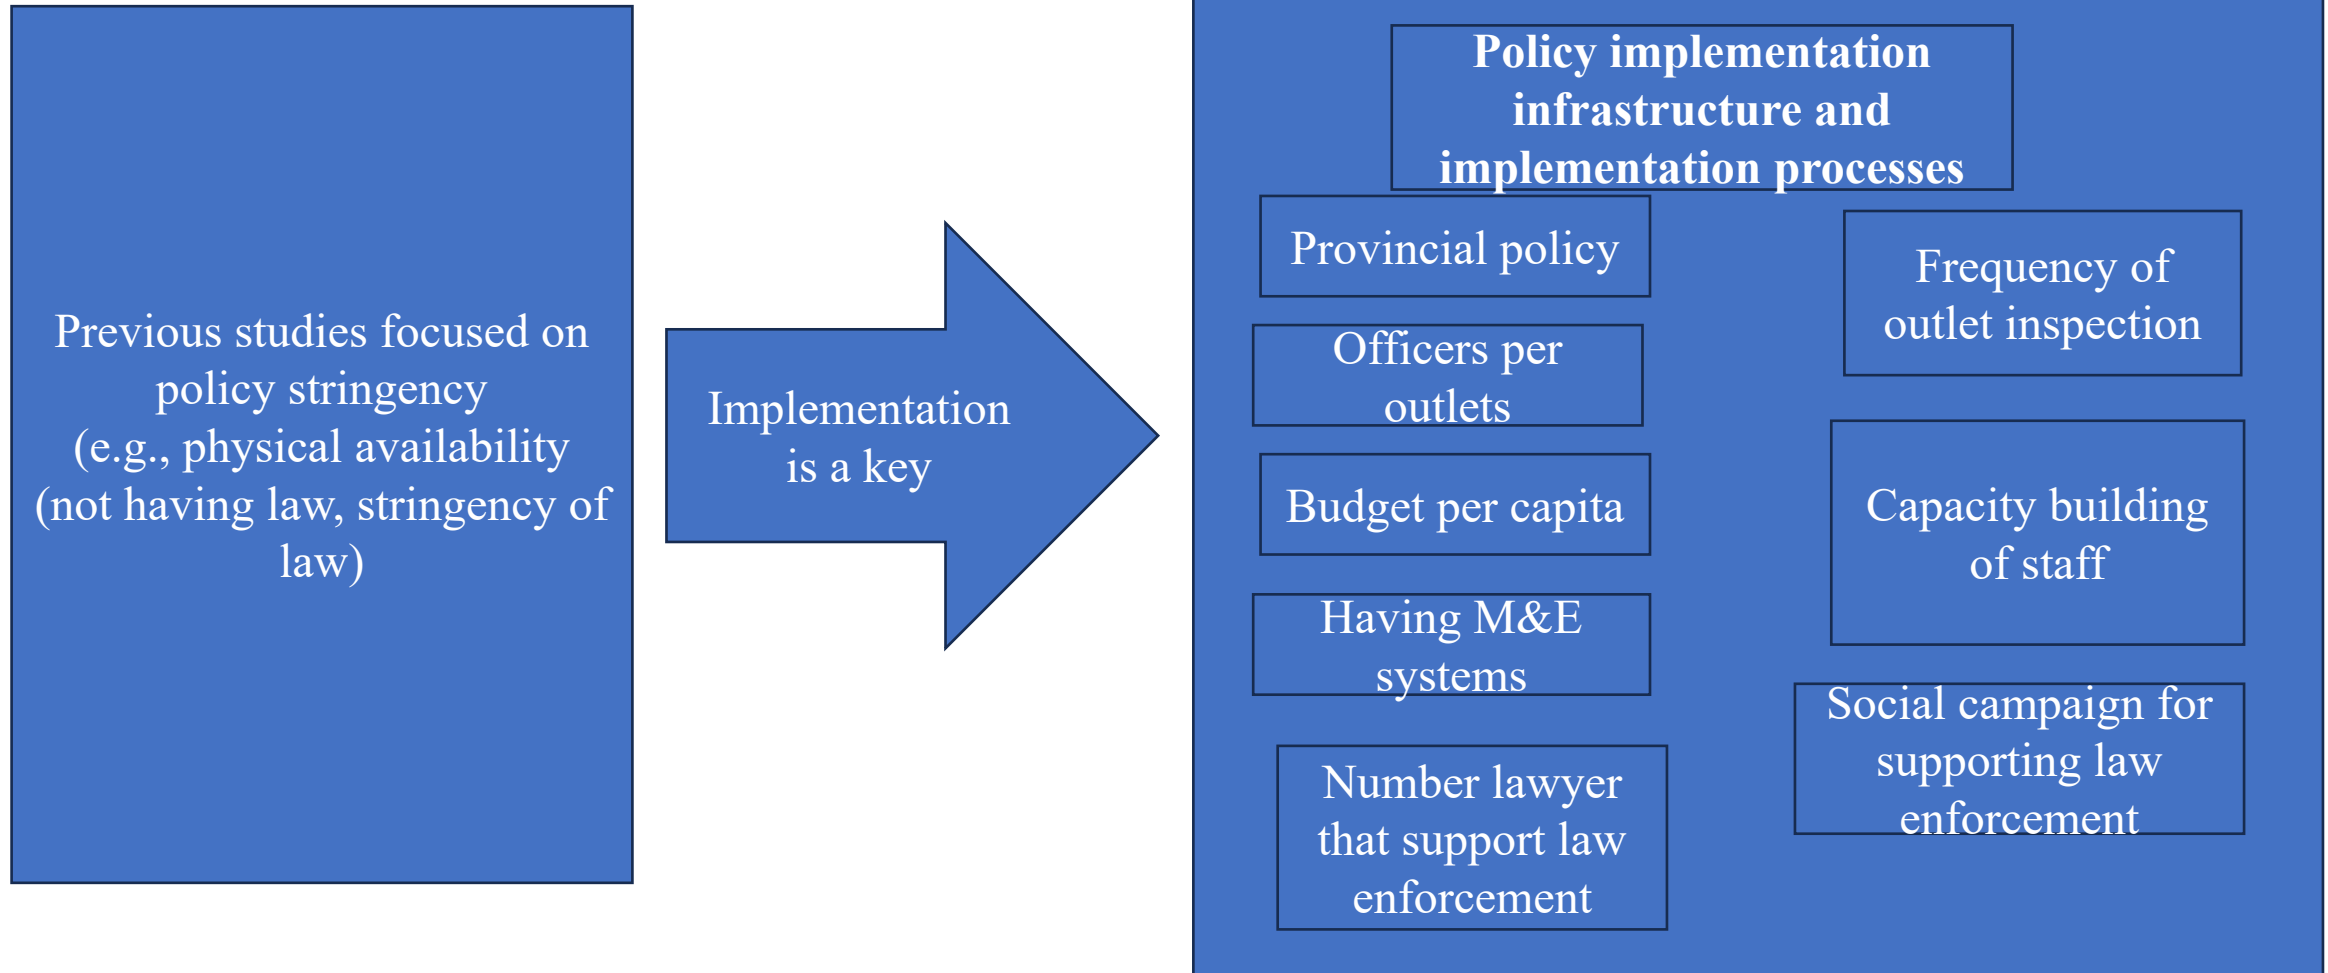 Previous studies focused on
policy stringency
(e.g., physical availability
(not having law, stringency of
law)
Implementation
is a key
Policy implementation
infrastructure and
implementation processes
Provincial policy
Officers per
outlets
Budget per capita
Having M&E
systems
Number lawyer
that support law
enforcement
Frequency of
outlet inspection
Capacity building
of staff
Social campaign for
supporting law
enforcement